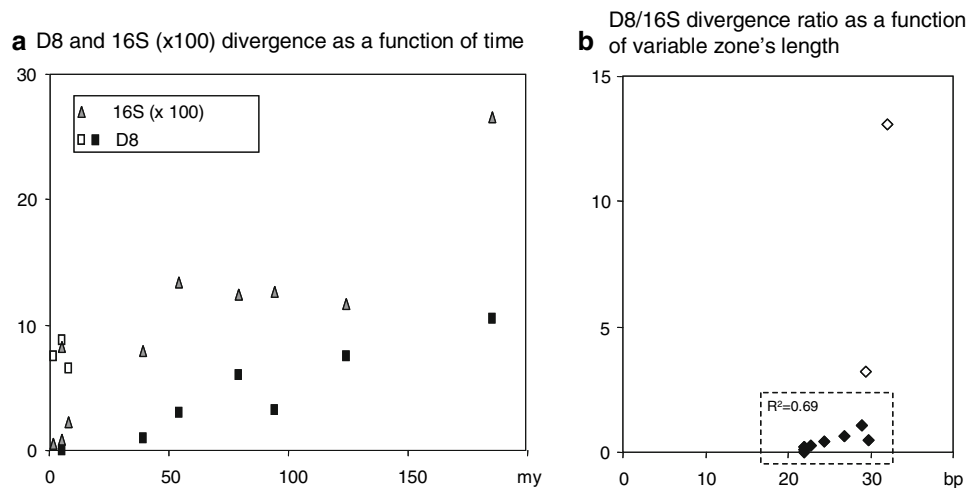 a D8 and 16S (x100) divergence as a function of time
30
20
10
0
16S (x 100)
D8
0
50
100
150
my
b D8/16S divergence ratio as a function
of variable zone's length
15
10
5
0
R²=0.69
0
10
20
30
bp